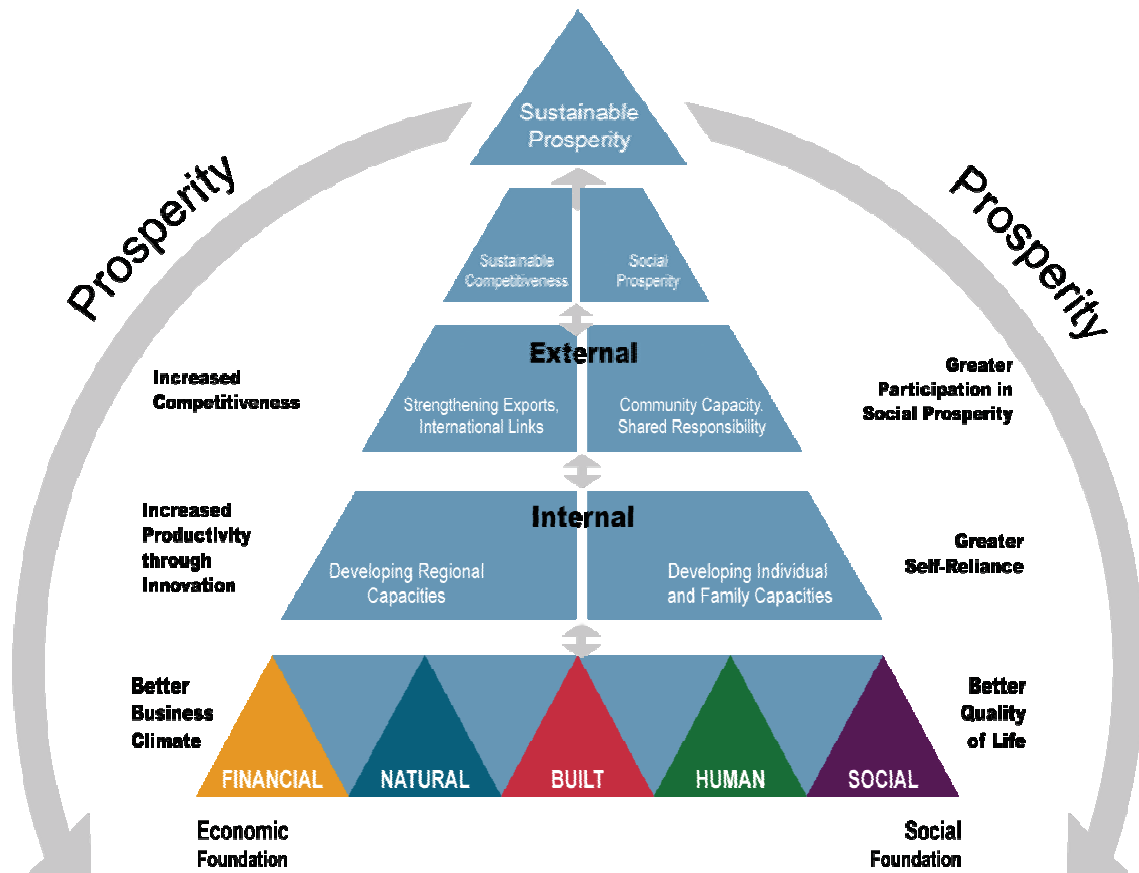 Sustainable
Prosperity
Prosperity
Prosperity
Sustainable
Competitiveness
Social
Prosperity
External
Increased
Competitiveness
Strengthening Exports,
International Links
Community Capacity.
Shared Responsibility
Greater
Participation in
Social Prosperity
Internal
Increased
Productivity
through
Innovation
Developing Regional
Capacities
Developing Individual
and Family Capacities
Greater
Self-Reliance
Better
Business
Climate
Better
Quality
of Life
FINANCIAL
NATURAL
BUILT
HUMAN
SOCIAL
Economic
Foundation
Social
Foundation